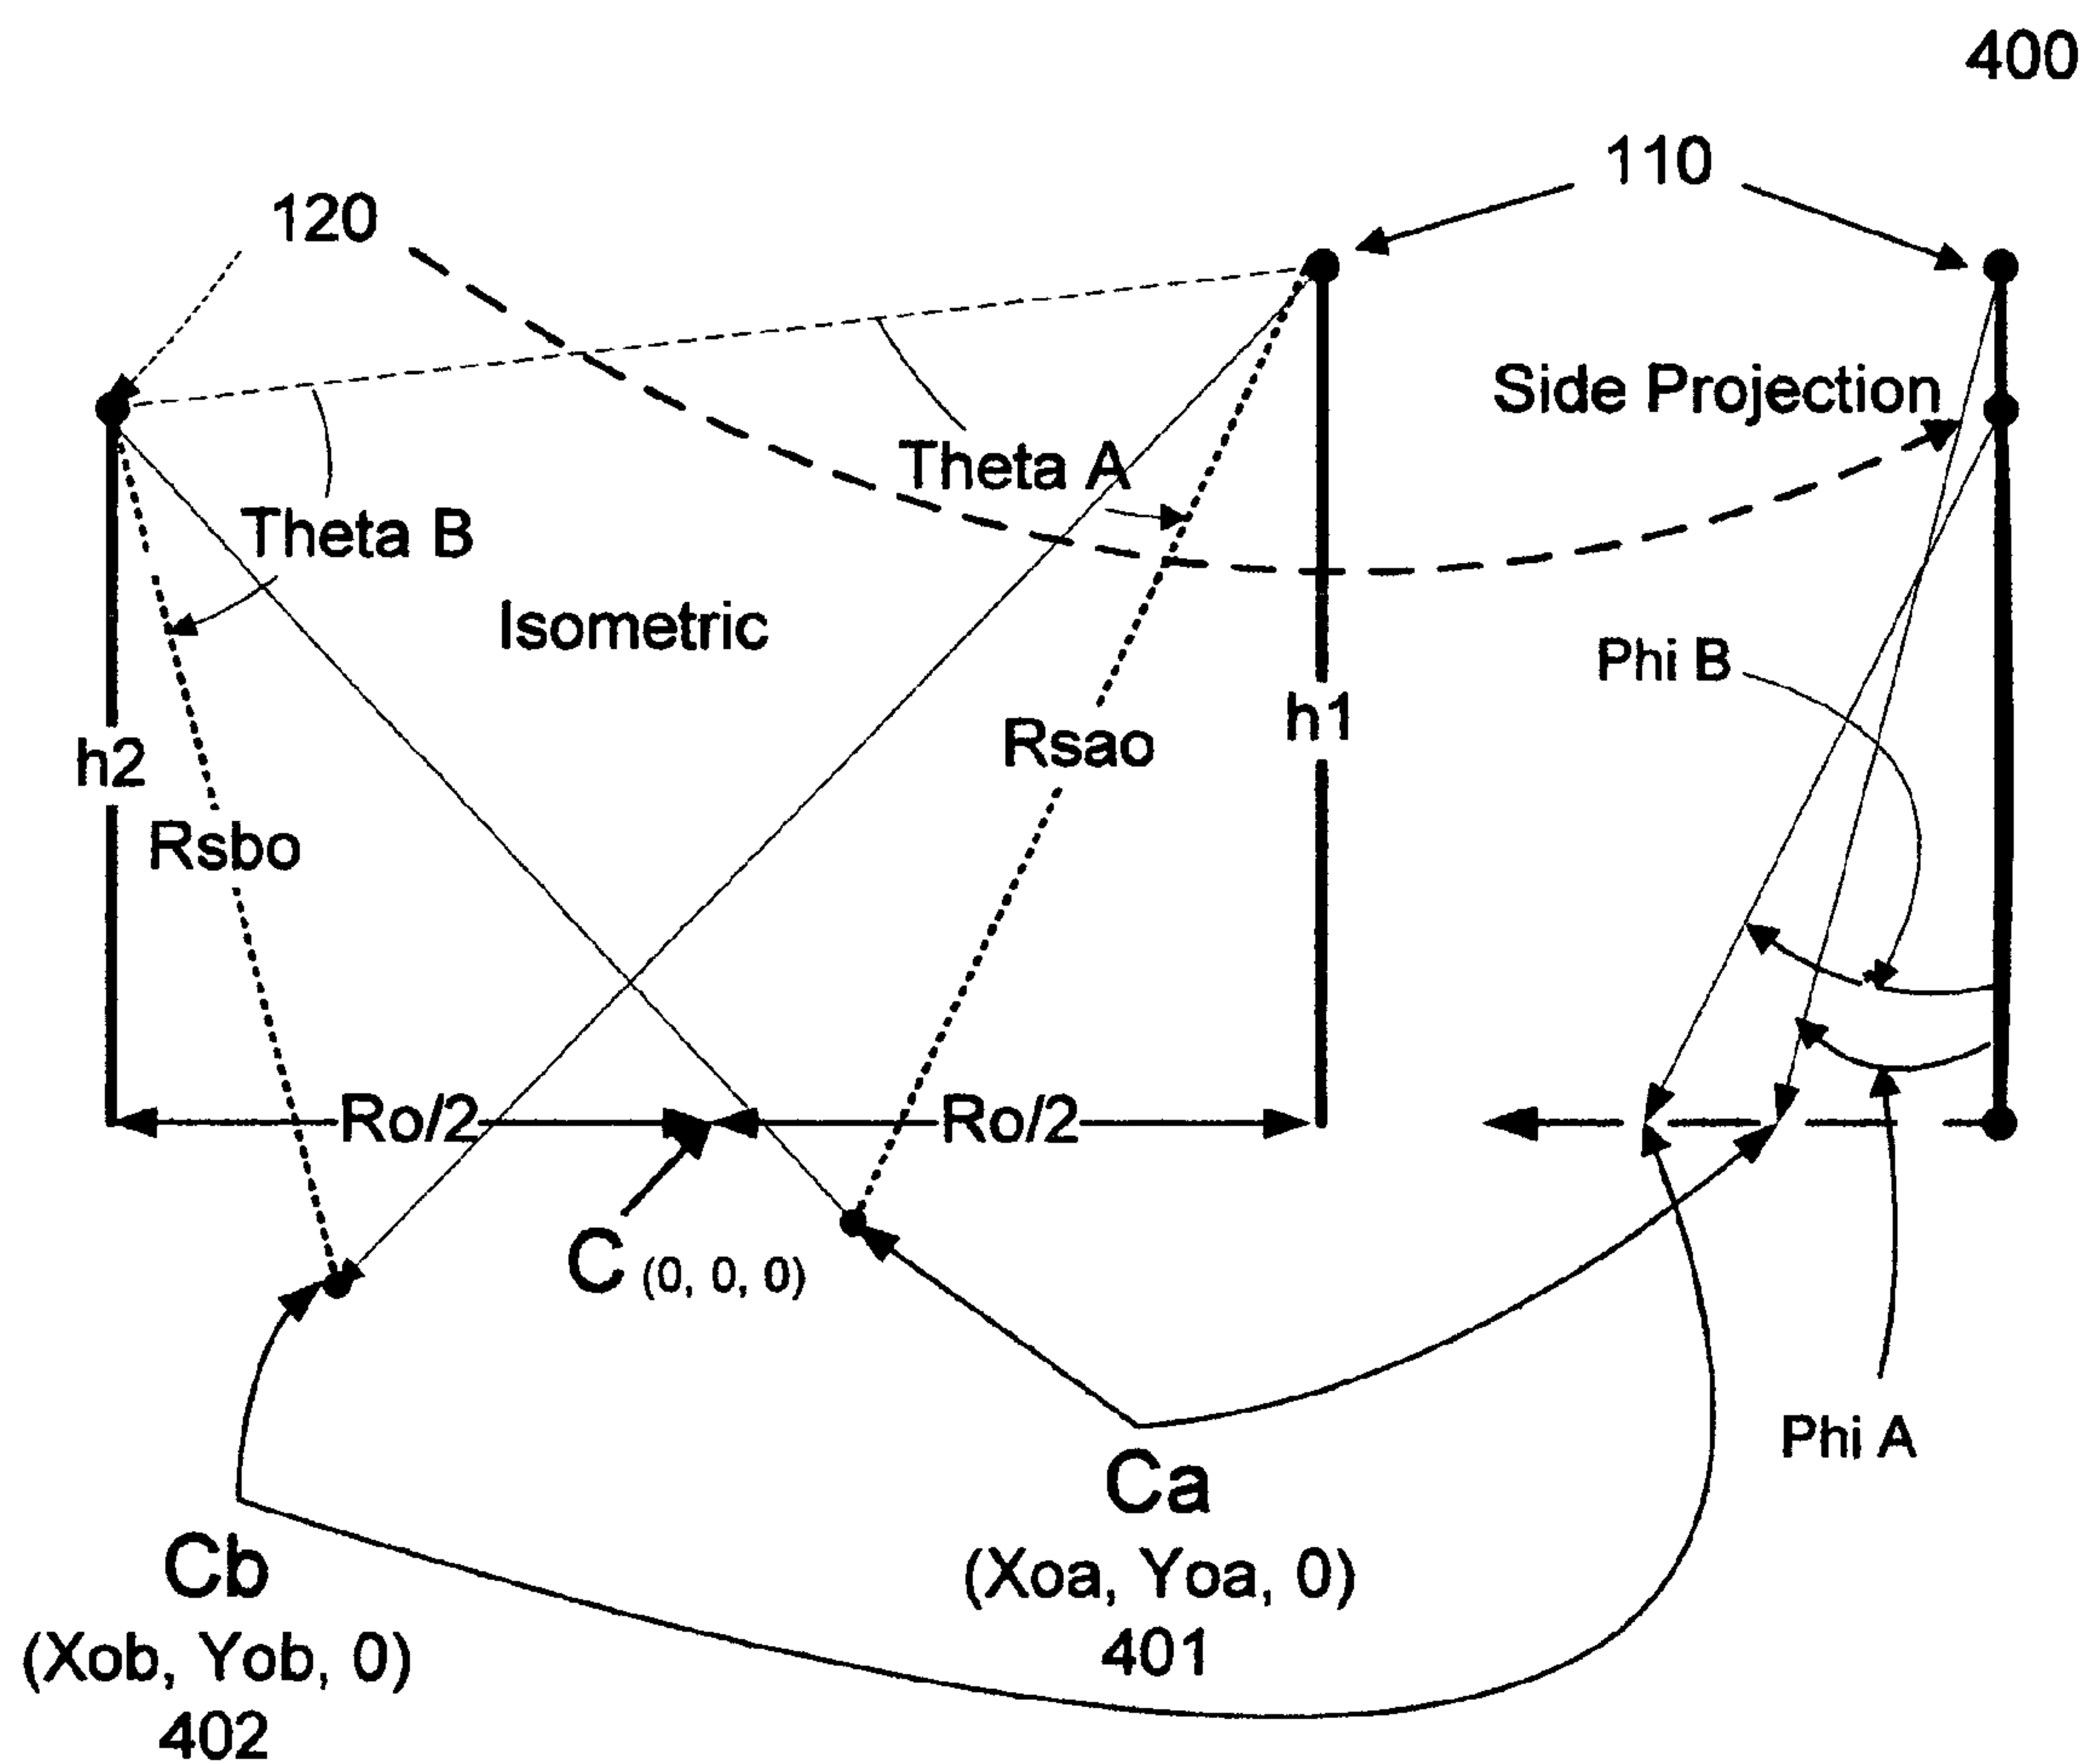 400
110
120
Side Projection
Theta A
Theta B
Isometric
Phi B
h1
Rsao
h2
Rsbo
Ro/2
Ro/2
C (0, 0, 0)
Phi A
Ca
(Xoa, Yoa, 0)
401
Cb
(Xob, Yob, 0)
402